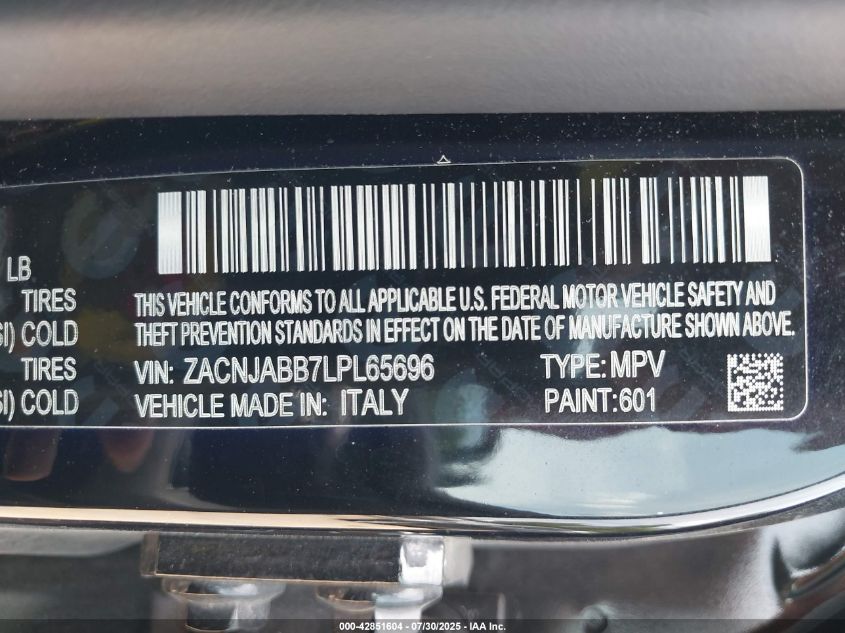 LB
TIRES
SI) COLD
TIRES
SI) COLD
THIS VEHICLE CONFORMS TO ALL APPLICABLE U.S. FEDERAL MOTOR VEHICLE SAFETY AND
THEFT PREVENTION STANDARDS IN EFFECT ON THE DATE OF MANUFACTURE SHOWN ABOVE.
VIN: ZACNJABB7LPL65696 TYPE: MPV
VEHICLE MADE IN: ITALY PAINT:601
000-42851604 - 07/30/2025 - IAA Inc.